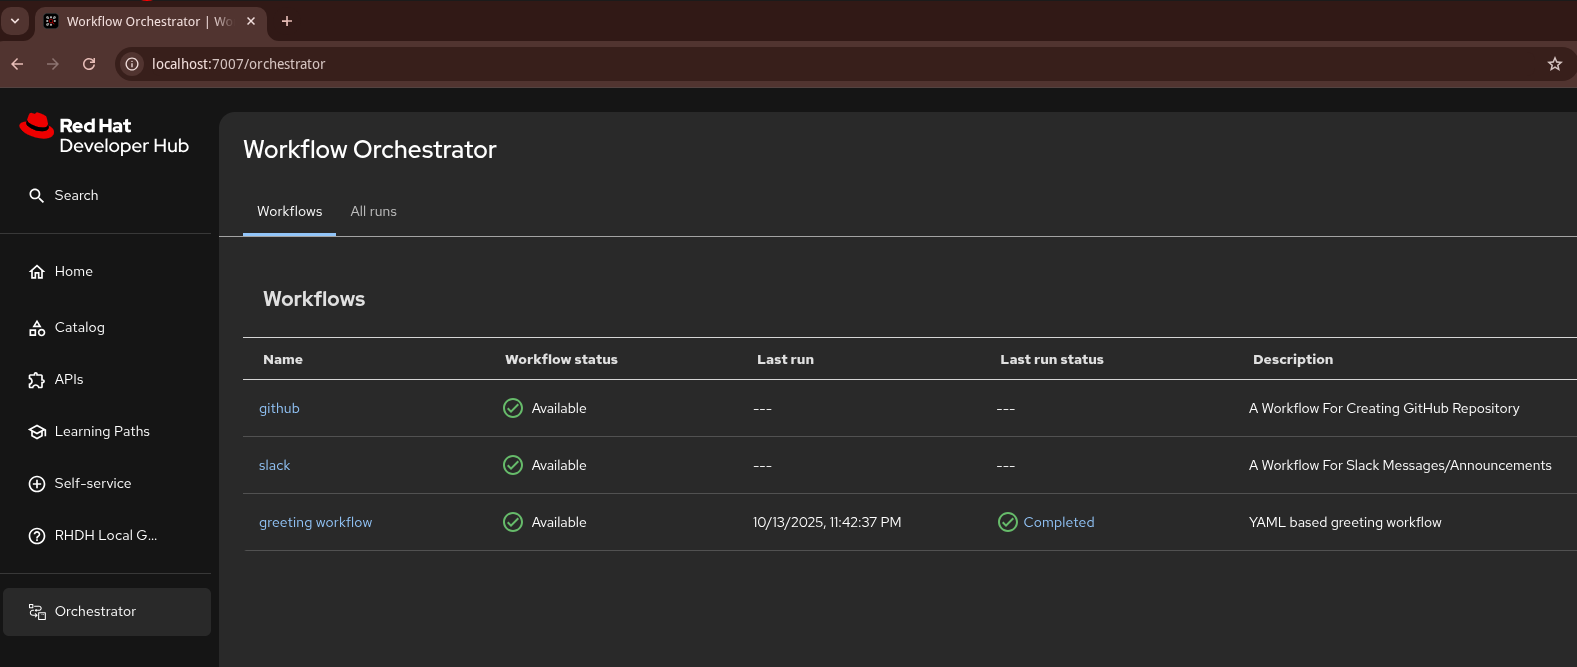 Workflow Orchestrator | Wo
localhost:7007/orchestrator
Red Hat
Developer Hub
Search
Home
Catalog
APIs
Learning Paths
Self-service
RHDH Local G...
Orchestrator
Workflow Orchestrator
Workflows All runs
Workflows
Name Workflow status Last run Last run status Description
github Available --- --- A Workflow For Creating GitHub Repository
slack Available --- --- A Workflow For Slack Messages/Announcements
greeting workflow Available 10/13/2025, 11:42:37 PM Completed YAML based greeting workflow